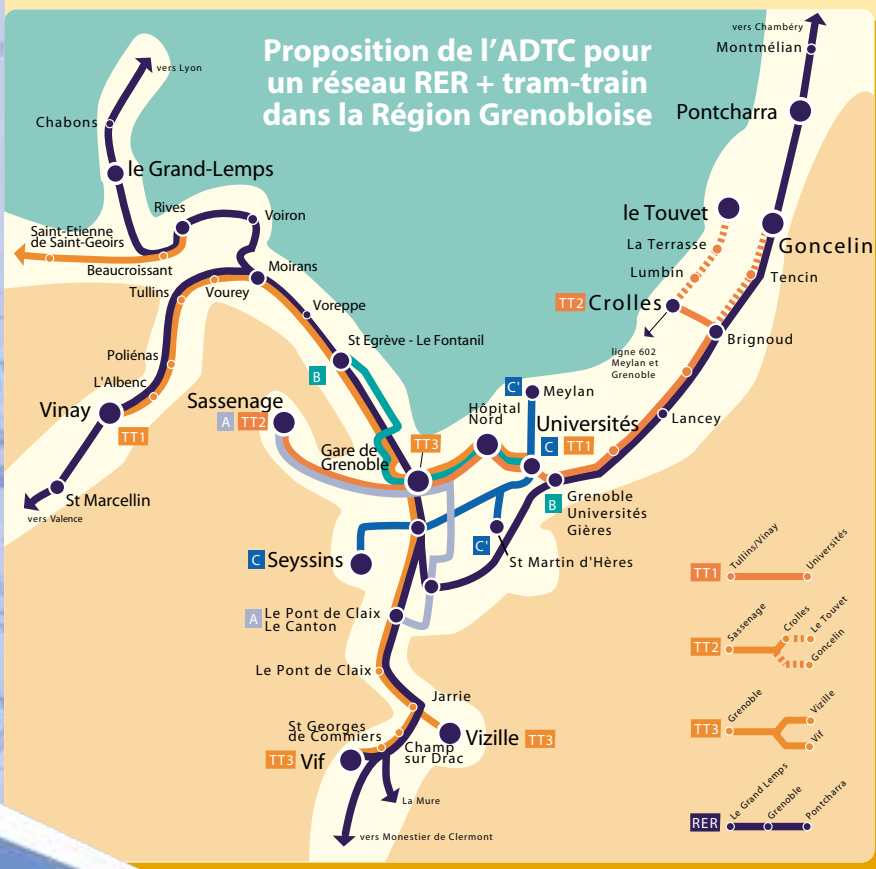 Proposition de l'ADTC pour
un réseau RER + tram-train
dans la Région Grenobloise
vers Chambéry
Montmélian
Pontcharra
vers Lyon
Chabons
le Grand-Lemps
Rives
Voiron
Saint-Etienne
de Saint-Geoirs
Beaucroissant
Moirans
Tullins
Vourey
Voreppe
le Touvet
La Terrasse
Lumbin
Goncelin
Tencin
TT2 Crolles
Brignoud
ligne 602
Meylan et
Grenoble
St Egrève - Le Fontanil
B
Poliénas
L'Albenc
Vinay
TT1
Sassenage
A TT2
C' Meylan
Hôpital
Nord
Universités
C TT1
Lancey
TT3
Gare de
Grenoble
St Marcellin
vers Valence
B
Grenoble
Universités
Gières
C'
St Martin d'Hères
C Seyssins
A Le Pont de Claix
Le Canton
Le Pont de Claix
Jarrie
St Georges
de Commiers
Champ
sur Drac
Vizille TT3
TT3 Vif
La Mure
vers Monestier de Clermont
TT1 Tullins/Vinay Universités
TT2 Sassenage Crolles Le Touvet Goncelin
TT3 Grenoble Vizille Vif
RER Le Grand Lemps Grenoble Pontcharra